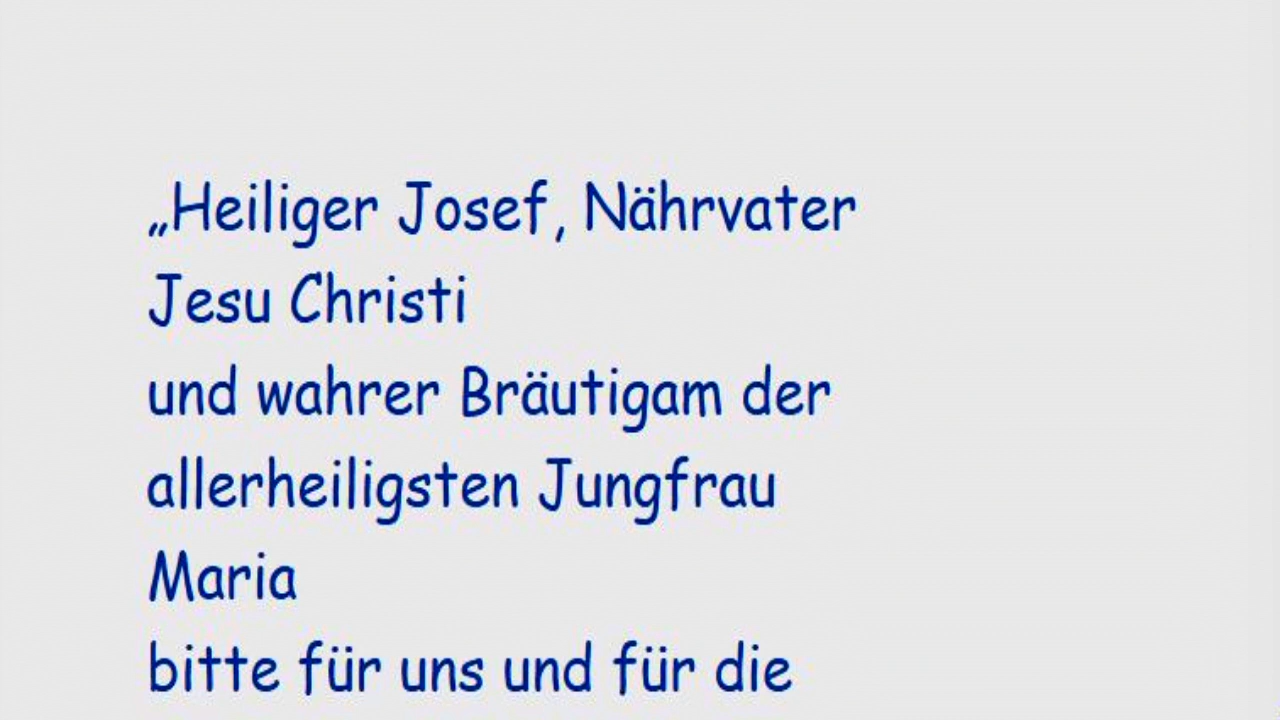 „Heiliger Josef, Nährvater
Jesu Christi
und wahrer Bräutigam der
allerheiligsten Jungfrau
Maria
bitte für uns und für die